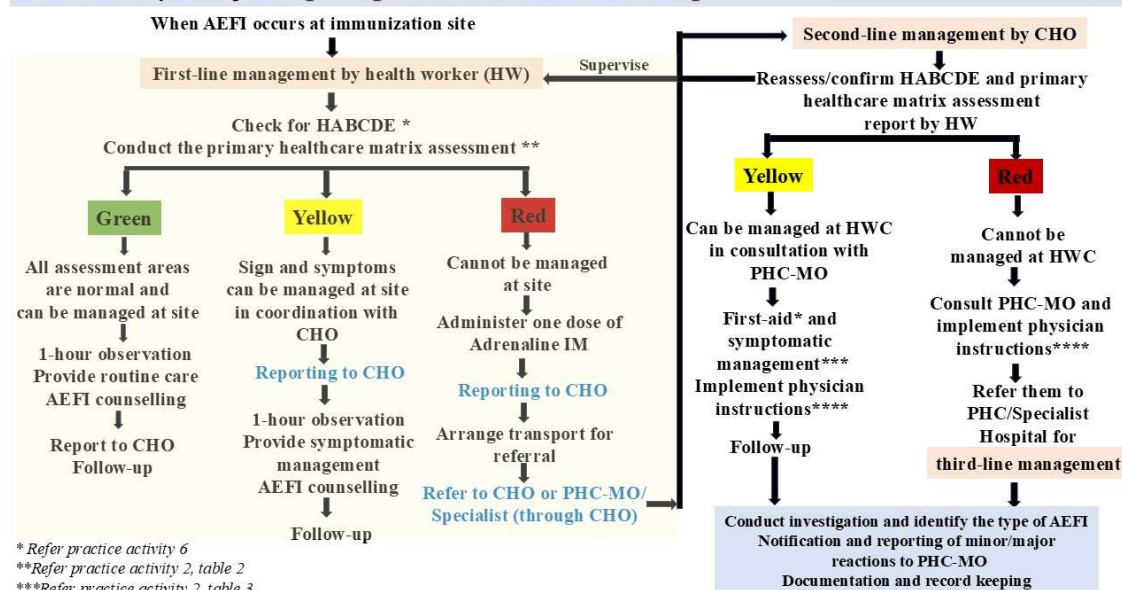 When AEFI occurs at immunization site
First-line management by health worker (HW)
Check for HABCDE *
Conduct the primary healthcare matrix assessment **
Green
All assessment areas
are normal and
can be managed at site
1-hour observation
Provide routine care
AEFI counselling
Report to CHO
Follow-up
Yellow
Sign and symptoms
can be managed at site
in coordination with
CHO
Reporting to CHO
1-hour observation
Provide symptomatic
management
AEFI counselling
Follow-up
Red
Cannot be managed
at site
Administer one dose of
Adrenaline IM
Reporting to CHO
Arrange transport for
referral
Refer to CHO or PHC-MO/
Specialist (through CHO)
Supervise
Second-line management by CHO
Reassess/confirm HABCDE and primary
healthcare matrix assessment
report by HW
Yellow
Can be managed at HWC
in consultation with
PHC-MO
First-aid* and
symptomatic
management***
Implement physician
instructions****
Follow-up
Red
Cannot be
managed at HWC
Consult PHC-MO and
implement physician
instructions****
Refer them to
PHC/Specialist
Hospital for
third-line management
Conduct investigation and identify the type of AEFI
Notification and reporting of minor/major
reactions to PHC-MO
Documentation and record keeping
* Refer practice activity 6
**Refer practice activity 2, table 2
***Refer practice activity 2, table 3